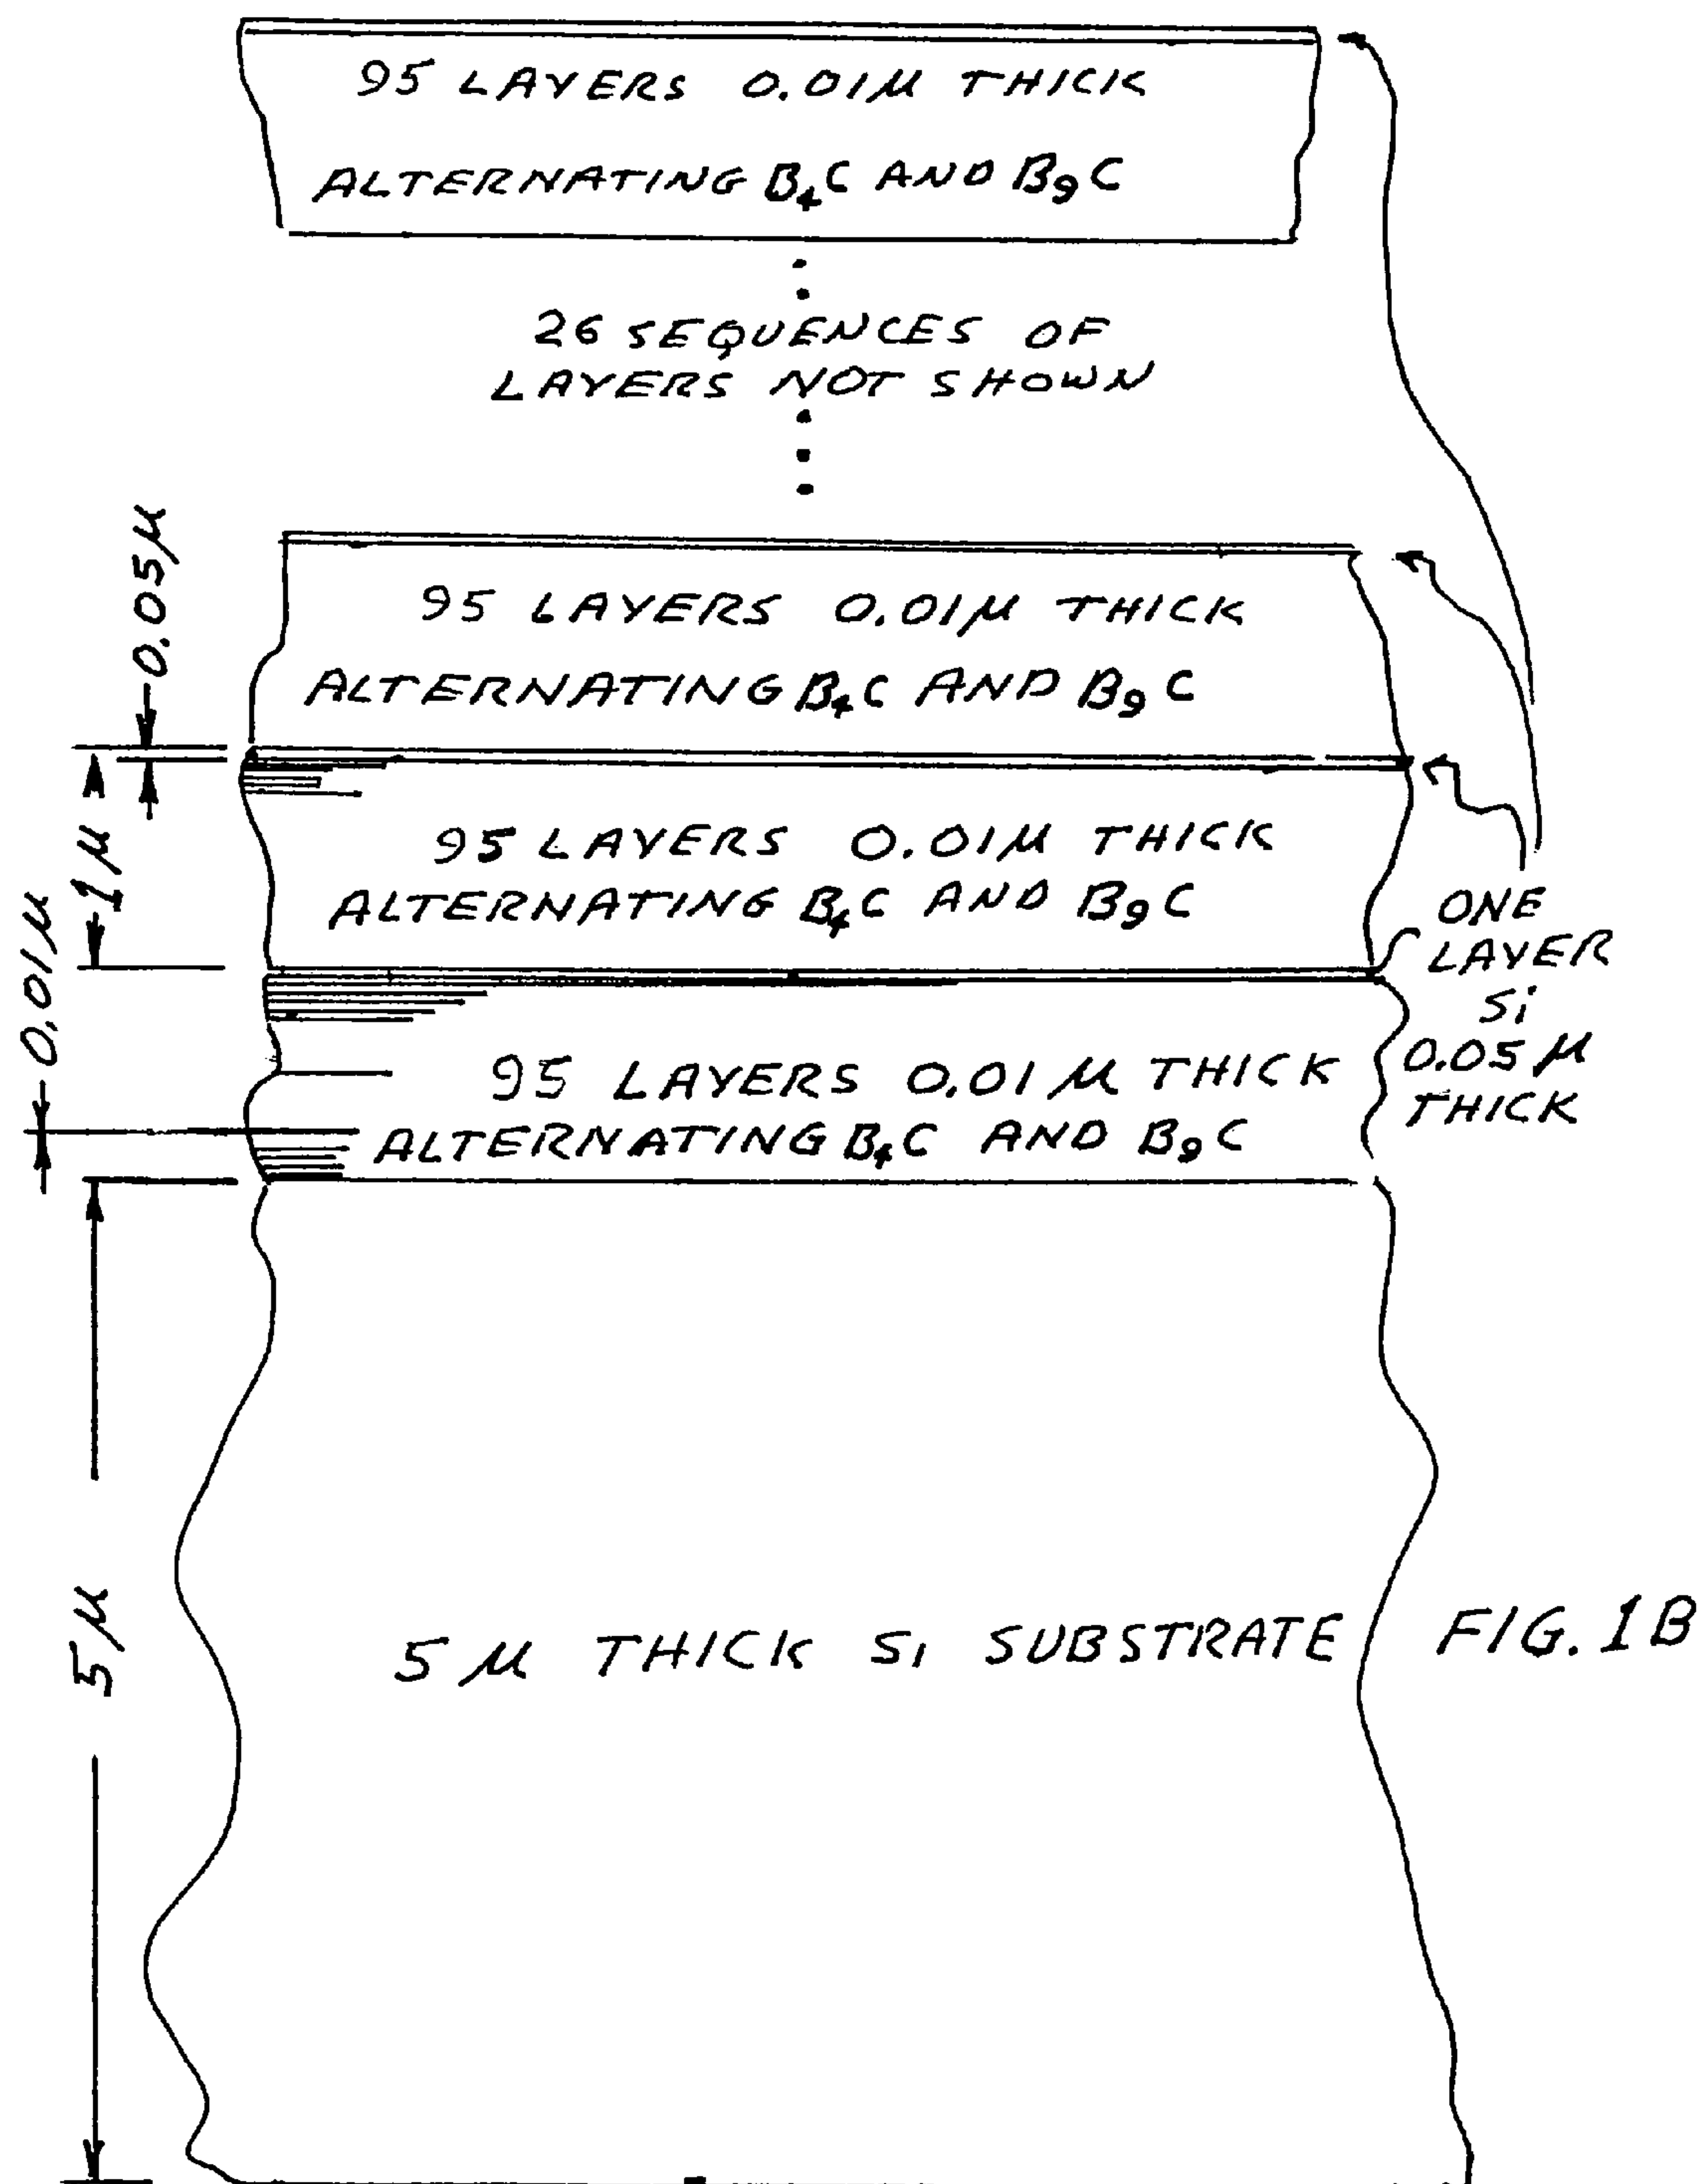 95 LAYERS 0.01μ THICK
ALTERNATING B₄C AND B₉C
26 SEQUENCES OF
LAYERS NOT SHOWN
0.05μ
95 LAYERS 0.01μ THICK
ALTERNATING B₄C AND B₉C
1μ
95 LAYERS 0.01μ THICK
ALTERNATING B₄C AND B₉C
ONE
LAYER
Si
0.05μ
THICK
0.01μ
95 LAYERS 0.01μ THICK
ALTERNATING B₄C AND B₉C
5μ
5μ THICK Si SUBSTRATE
FIG. 1B